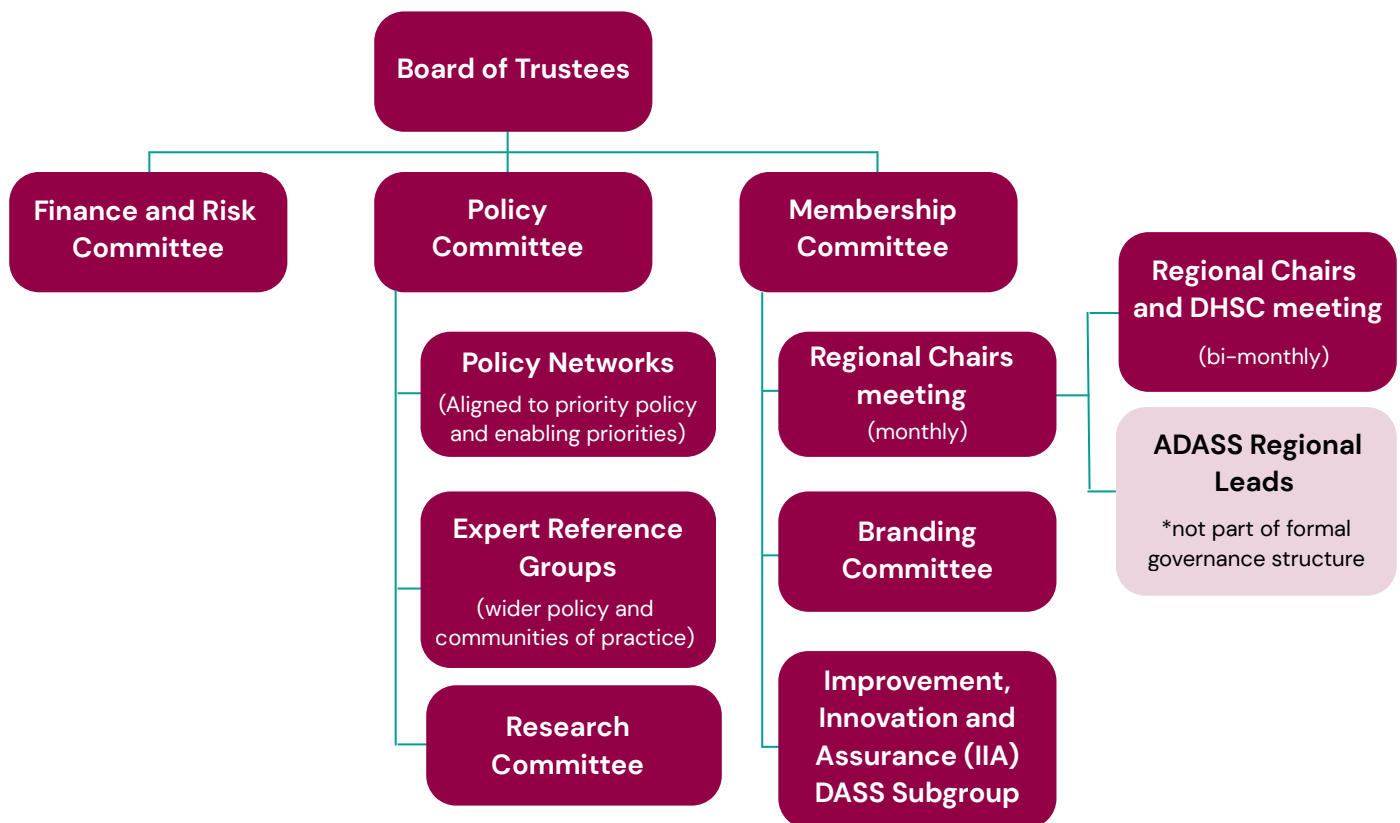 Board of Trustees
Finance and Risk
Committee
Policy
Committee
Membership
Committee
Policy Networks
(Aligned to priority policy
and enabling priorities)
Expert Reference
Groups
(wider policy and
communities of practice)
Research
Committee
Regional Chairs
meeting
(monthly)
Branding
Committee
Improvement,
Innovation and
Assurance (IIA)
DASS Subgroup
Regional Chairs
and DHSC meeting
(bi-monthly)
ADASS Regional
Leads
*not part of formal
governance structure